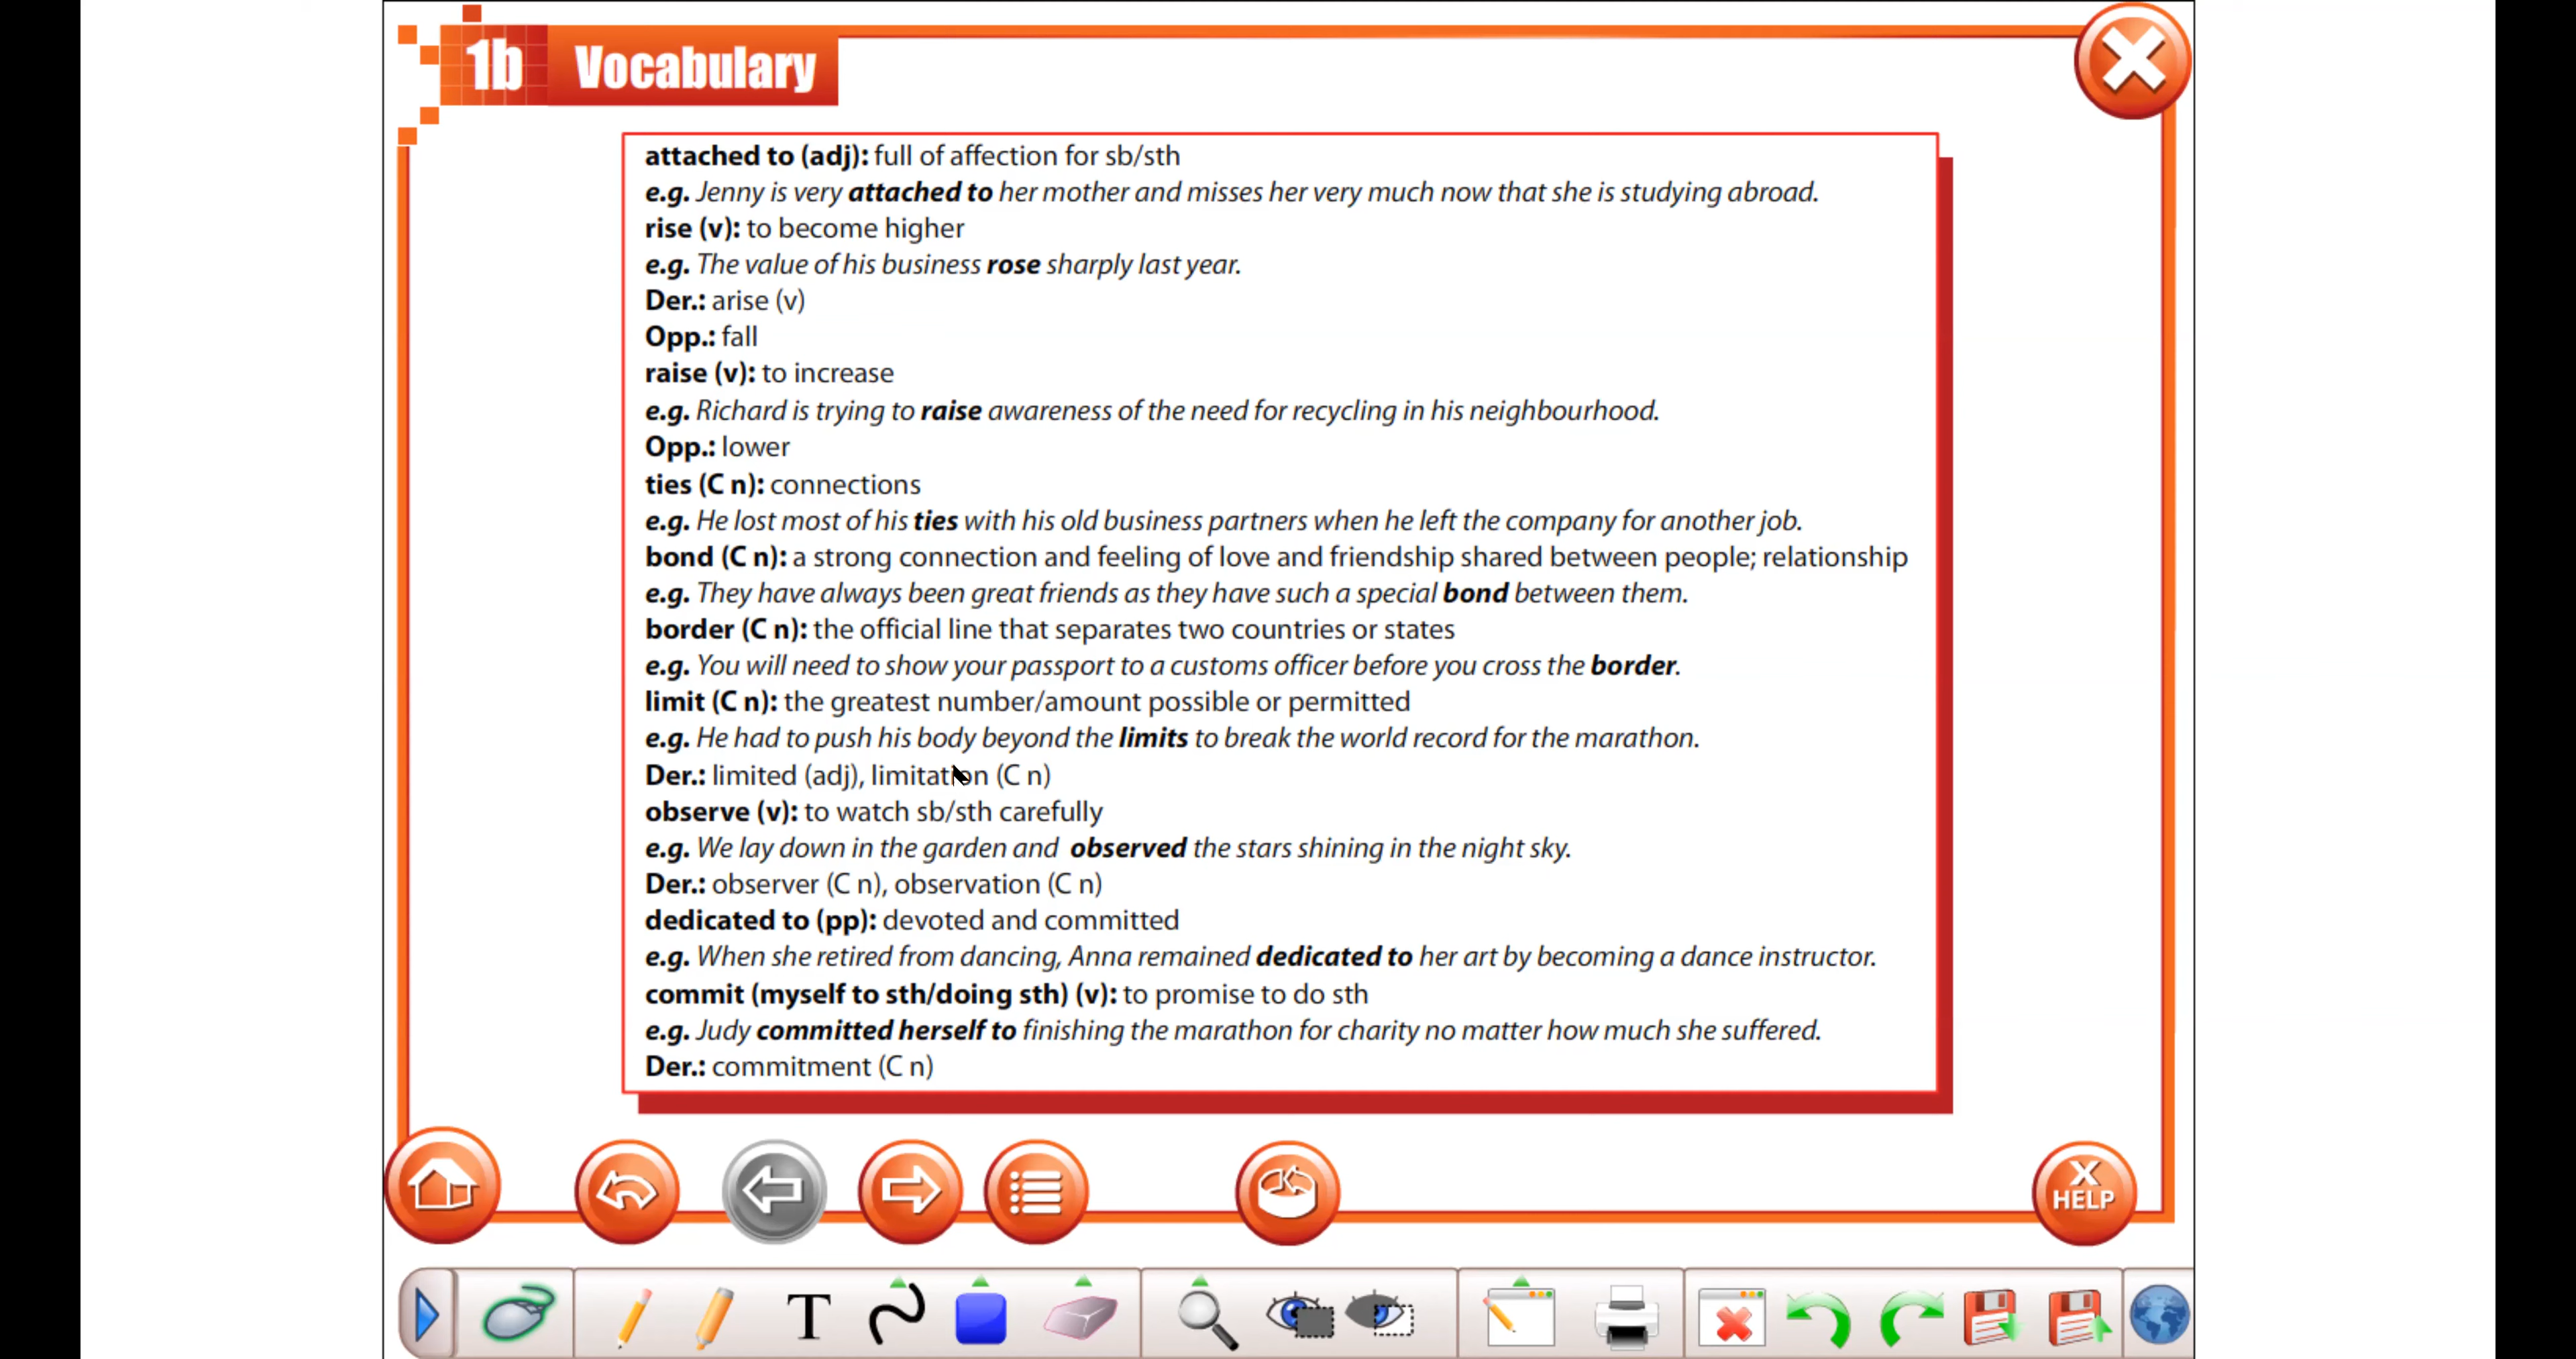 1b Vocabulary
attached to (adj): full of affection for sb/sth
e.g. Jenny is very attached to her mother and misses her very much now that she is studying abroad.
rise (v): to become higher
e.g. The value of his business rose sharply last year.
Der.: arise (v)
Opp.: fall
raise (v): to increase
e.g. Richard is trying to raise awareness of the need for recycling in his neighbourhood.
Opp.: lower
ties (C n): connections
e.g. He lost most of his ties with his old business partners when he left the company for another job.
bond (C n): a strong connection and feeling of love and friendship shared between people; relationship
e.g. They have always been great friends as they have such a special bond between them.
border (C n): the official line that separates two countries or states
e.g. You will need to show your passport to a customs officer before you cross the border.
limit (C n): the greatest number/amount possible or permitted
e.g. He had to push his body beyond the limits to break the world record for the marathon.
Der.: limited (adj), limitation (C n)
observe (v): to watch sb/sth carefully
e.g. We lay down in the garden and observed the stars shining in the night sky.
Der.: observer (C n), observation (C n)
dedicated to (pp): devoted and committed
e.g. When she retired from dancing, Anna remained dedicated to her art by becoming a dance instructor.
commit (myself to sth/doing sth) (v): to promise to do sth
e.g. Judy committed herself to finishing the marathon for charity no matter how much she suffered.
Der.: commitment (C n)
X
HELP
T